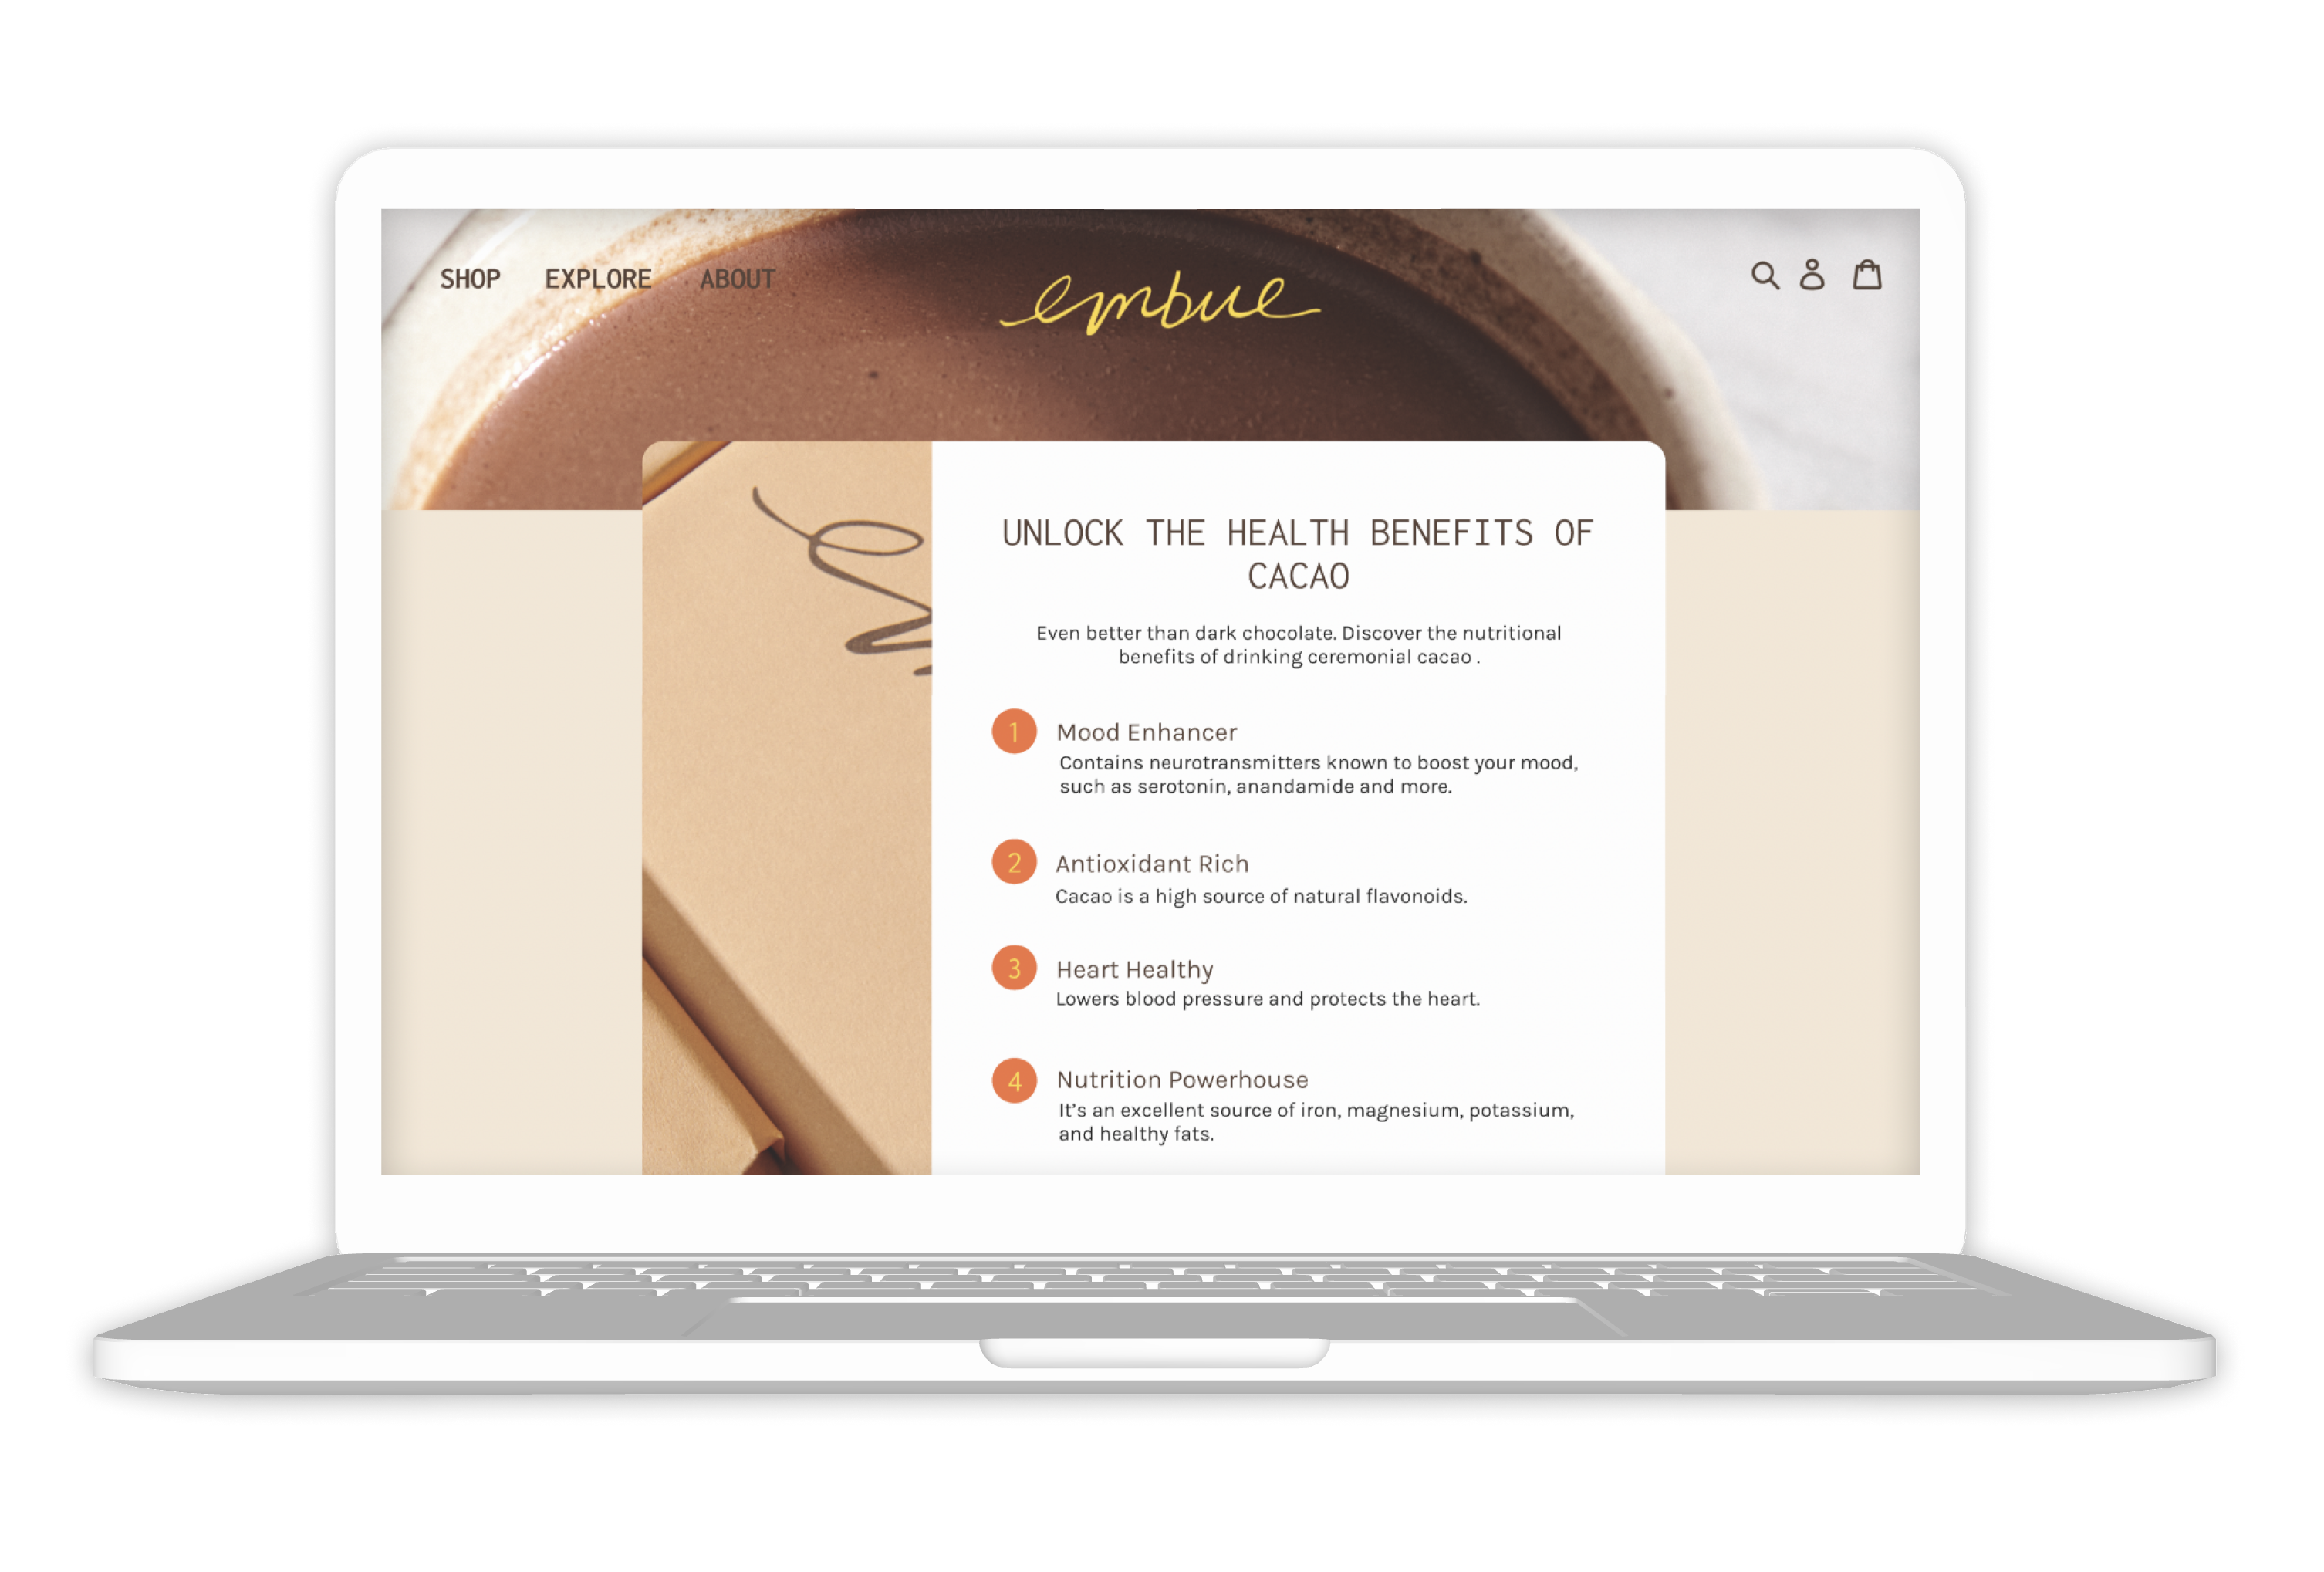 SHOP EXPLORE ABOUT
embue
UNLOCK THE HEALTH BENEFITS OF
CACAO
Even better than dark chocolate. Discover the nutritional
benefits of drinking ceremonial cacao .
1 Mood Enhancer
Contains neurotransmitters known to boost your mood,
such as serotonin, anandamide and more.
2 Antioxidant Rich
Cacao is a high source of natural flavonoids.
3 Heart Healthy
Lowers blood pressure and protects the heart.
4 Nutrition Powerhouse
It’s an excellent source of iron, magnesium, potassium,
and healthy fats.